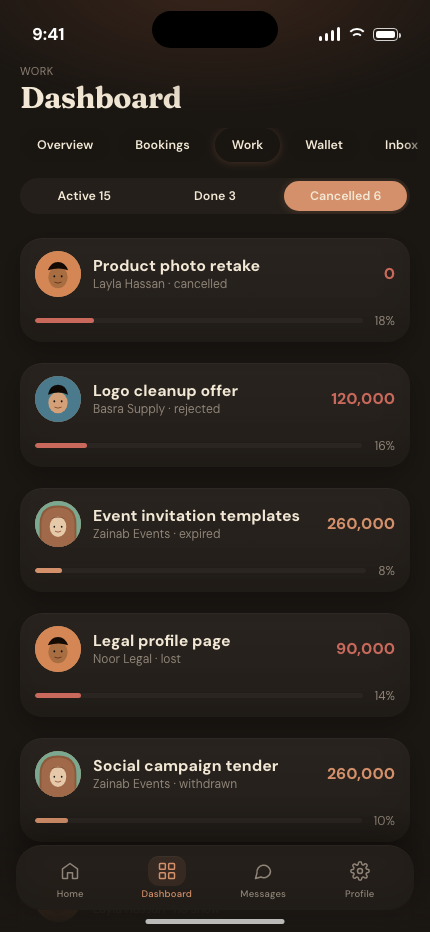 9:41
WORK
Dashboard
Overview Bookings Work Wallet Inbox
Active 15 Done 3 Cancelled 6
Product photo retake
Layla Hassan · cancelled
0
18%
Logo cleanup offer
Basra Supply · rejected
120,000
16%
Event invitation templates
Zainab Events · expired
260,000
8%
Legal profile page
Noor Legal · lost
90,000
14%
Social campaign tender
Zainab Events · withdrawn
260,000
10%
Home Dashboard Messages Profile